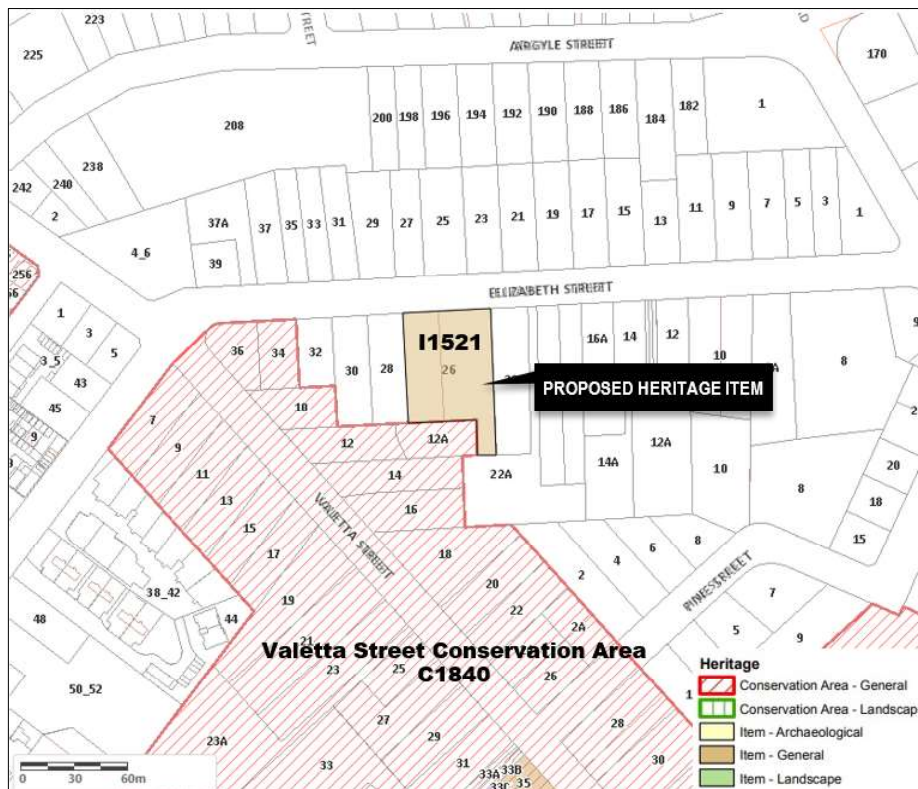 223
STREET
225
ARGYLE STREET
170
208
200 198 196 194 192 190 188 186 184 182 1
238
240
242
2
37A
39
4_6
37 35 33 31 29 27 25 23 21 19 17 15 13 11 9 7 5 3 1
256
ELIZABETH STREET
1
3
5
3_5
43
45
9
36 34 32 30 28
I1521
26
16A 14 12 10 8
PROPOSED HERITAGE ITEM
10
12 12A
14
16
22A
14A
12A
10
8
20
18
15
7
9
11
13
15
17
19
21
23
25
27
29
31
33
23A
VALETTA STREET
18
20
22
2A
26
28
30
2 4 6 8
PINE STREET
7
5
9
1
38_42
44
48
50_52
Valetta Street Conservation Area
C1840
33A 33B
33C 35
0 30 60m
Heritage
Conservation Area - General
Conservation Area - Landscap
Item - Archaeological
Item - General
Item - Landscape